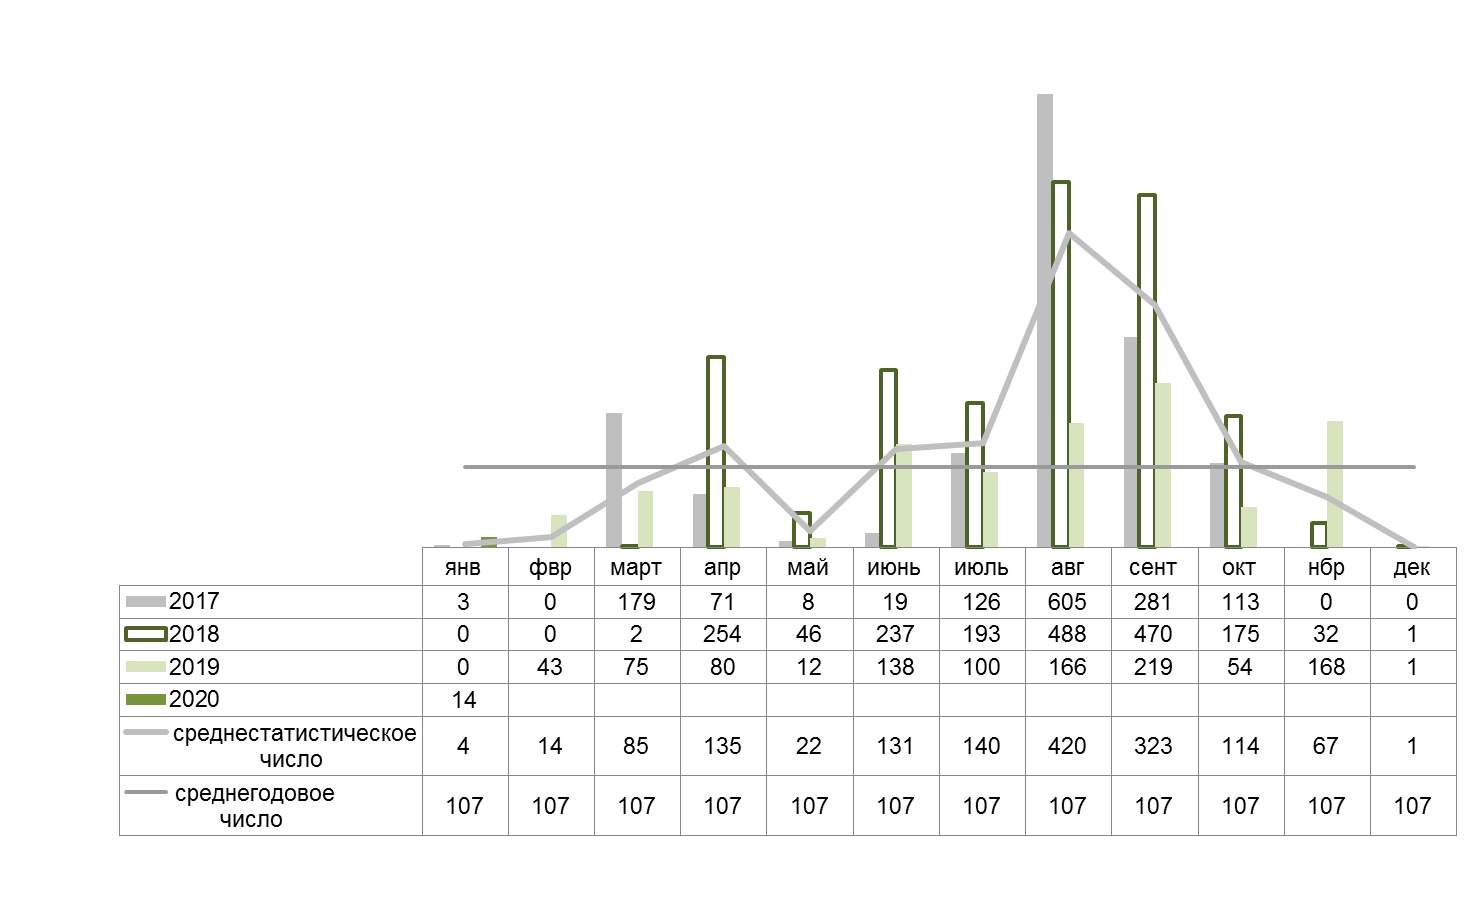 янв фвр март апр май июнь июль авг сент окт нбр дек
2017 3 0 179 71 8 19 126 605 281 113 0 0
2018 0 0 2 254 46 237 193 488 470 175 32 1
2019 0 43 75 80 12 138 100 166 219 54 168 1
2020 14
среднестатистическое
число 4 14 85 135 22 131 140 420 323 114 67 1
среднегодовое
число 107 107 107 107 107 107 107 107 107 107 107 107